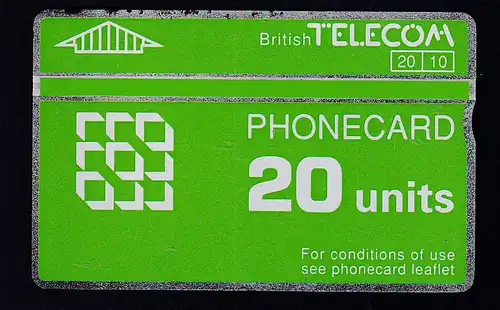 British TELECOM
20 10
PHONECARD
20 units
For conditions of use
see phonecard leaflet